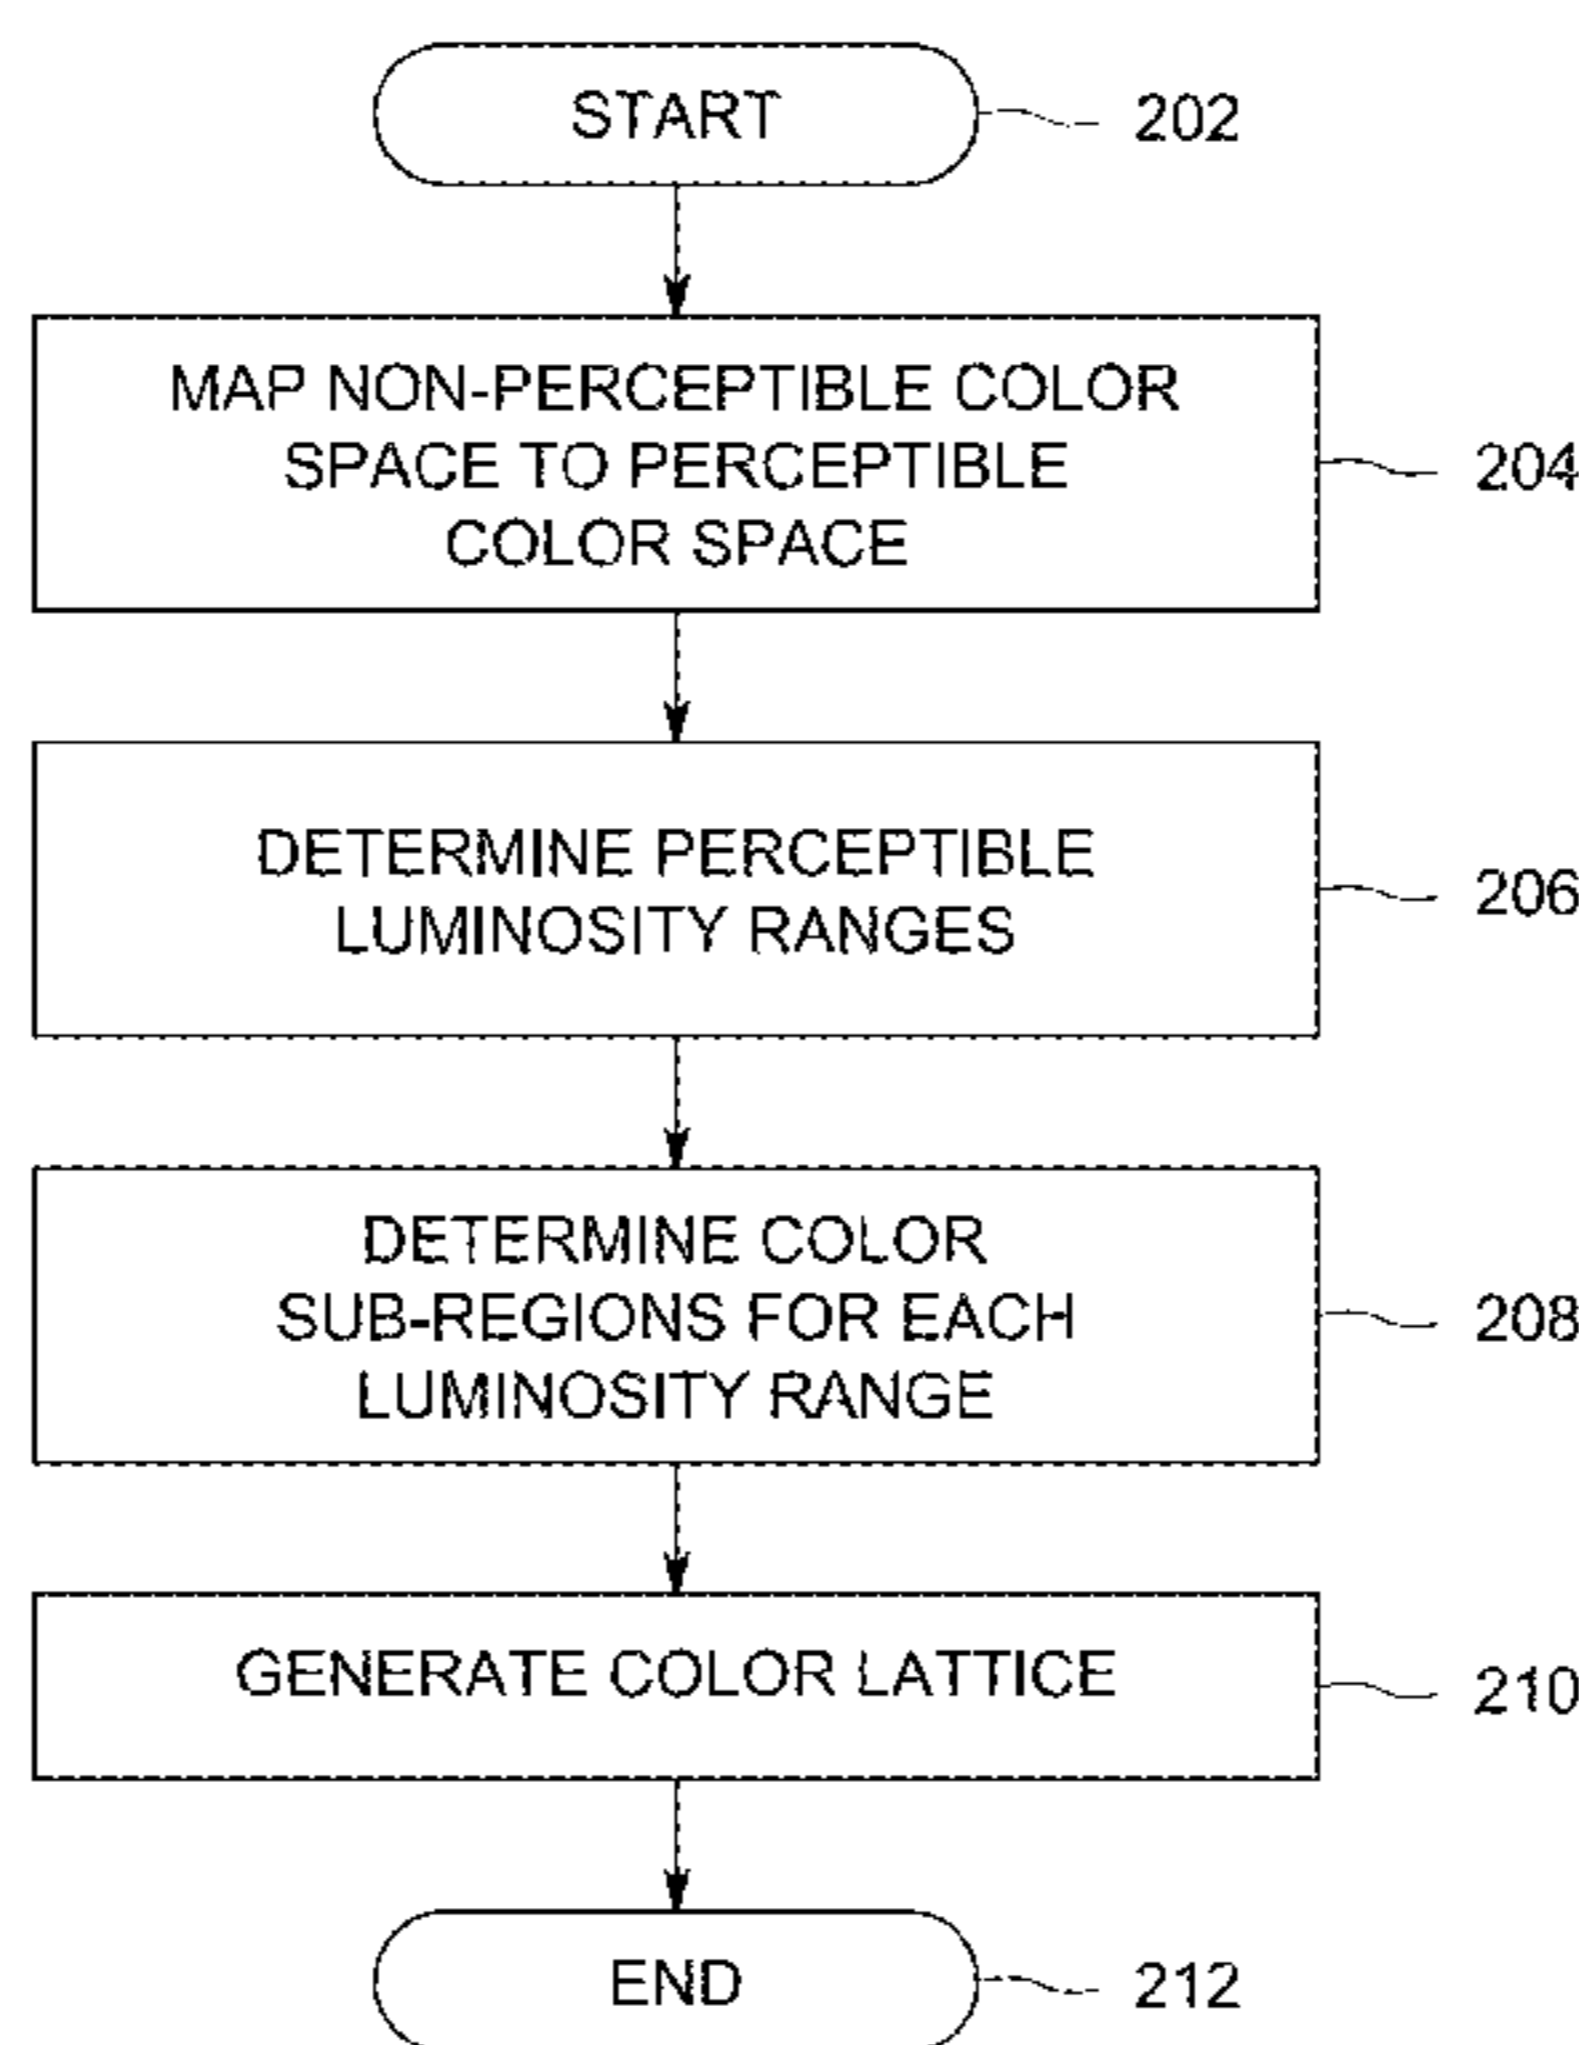 START
202
MAP NON-PERCEPTIBLE COLOR
SPACE TO PERCEPTIBLE
COLOR SPACE
204
DETERMINE PERCEPTIBLE
LUMINOSITY RANGES
206
DETERMINE COLOR
SUB-REGIONS FOR EACH
LUMINOSITY RANGE
208
GENERATE COLOR LATTICE
210
END
212